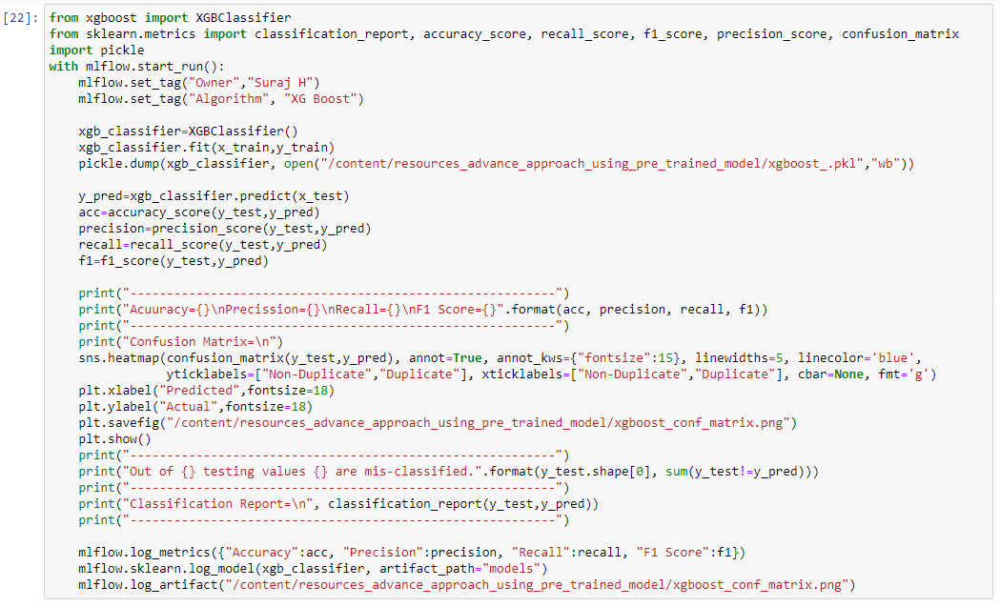 [22]: from xgboost import XGBClassifier
from sklearn.metrics import classification_report, accuracy_score, recall_score, f1_score, precision_score, confusion_matrix
import pickle
with mlflow.start_run():
    mlflow.set_tag("Owner","Suraj H")
    mlflow.set_tag("Algorithm", "XG Boost")

    xgb_classifier=XGBClassifier()
    xgb_classifier.fit(x_train,y_train)
    pickle.dump(xgb_classifier, open("/content/resources_advance_approach_using_pre_trained_model/xgboost_.pkl","wb"))

    y_pred=xgb_classifier.predict(x_test)
    acc=accuracy_score(y_test,y_pred)
    precision=precision_score(y_test,y_pred)
    recall=recall_score(y_test,y_pred)
    f1=f1_score(y_test,y_pred)

    print("----------------------------------------------------------")
    print("Acuuracy={}\nPrecission={}\nRecall={}\nF1 Score={}".format(acc, precision, recall, f1))
    print("----------------------------------------------------------")
    print("Confusion Matrix=\n")
    sns.heatmap(confusion_matrix(y_test,y_pred), annot=True, annot_kws={"fontsize":15}, linewidths=5, linecolor='blue',
                yticklabels=["Non-Duplicate","Duplicate"], xticklabels=["Non-Duplicate","Duplicate"], cbar=None, fmt='g')
    plt.xlabel("Predicted",fontsize=18)
    plt.ylabel("Actual",fontsize=18)
    plt.savefig("/content/resources_advance_approach_using_pre_trained_model/xgboost_conf_matrix.png")
    plt.show()
    print("----------------------------------------------------------")
    print("Out of {} testing values {} are mis-classified.".format(y_test.shape[0], sum(y_test!=y_pred)))
    print("----------------------------------------------------------")
    print("Classification Report=\n", classification_report(y_test,y_pred))
    print("----------------------------------------------------------")

    mlflow.log_metrics({"Accuracy":acc, "Precision":precision, "Recall":recall, "F1 Score":f1})
    mlflow.sklearn.log_model(xgb_classifier, artifact_path="models")
    mlflow.log_artifact("/content/resources_advance_approach_using_pre_trained_model/xgboost_conf_matrix.png")